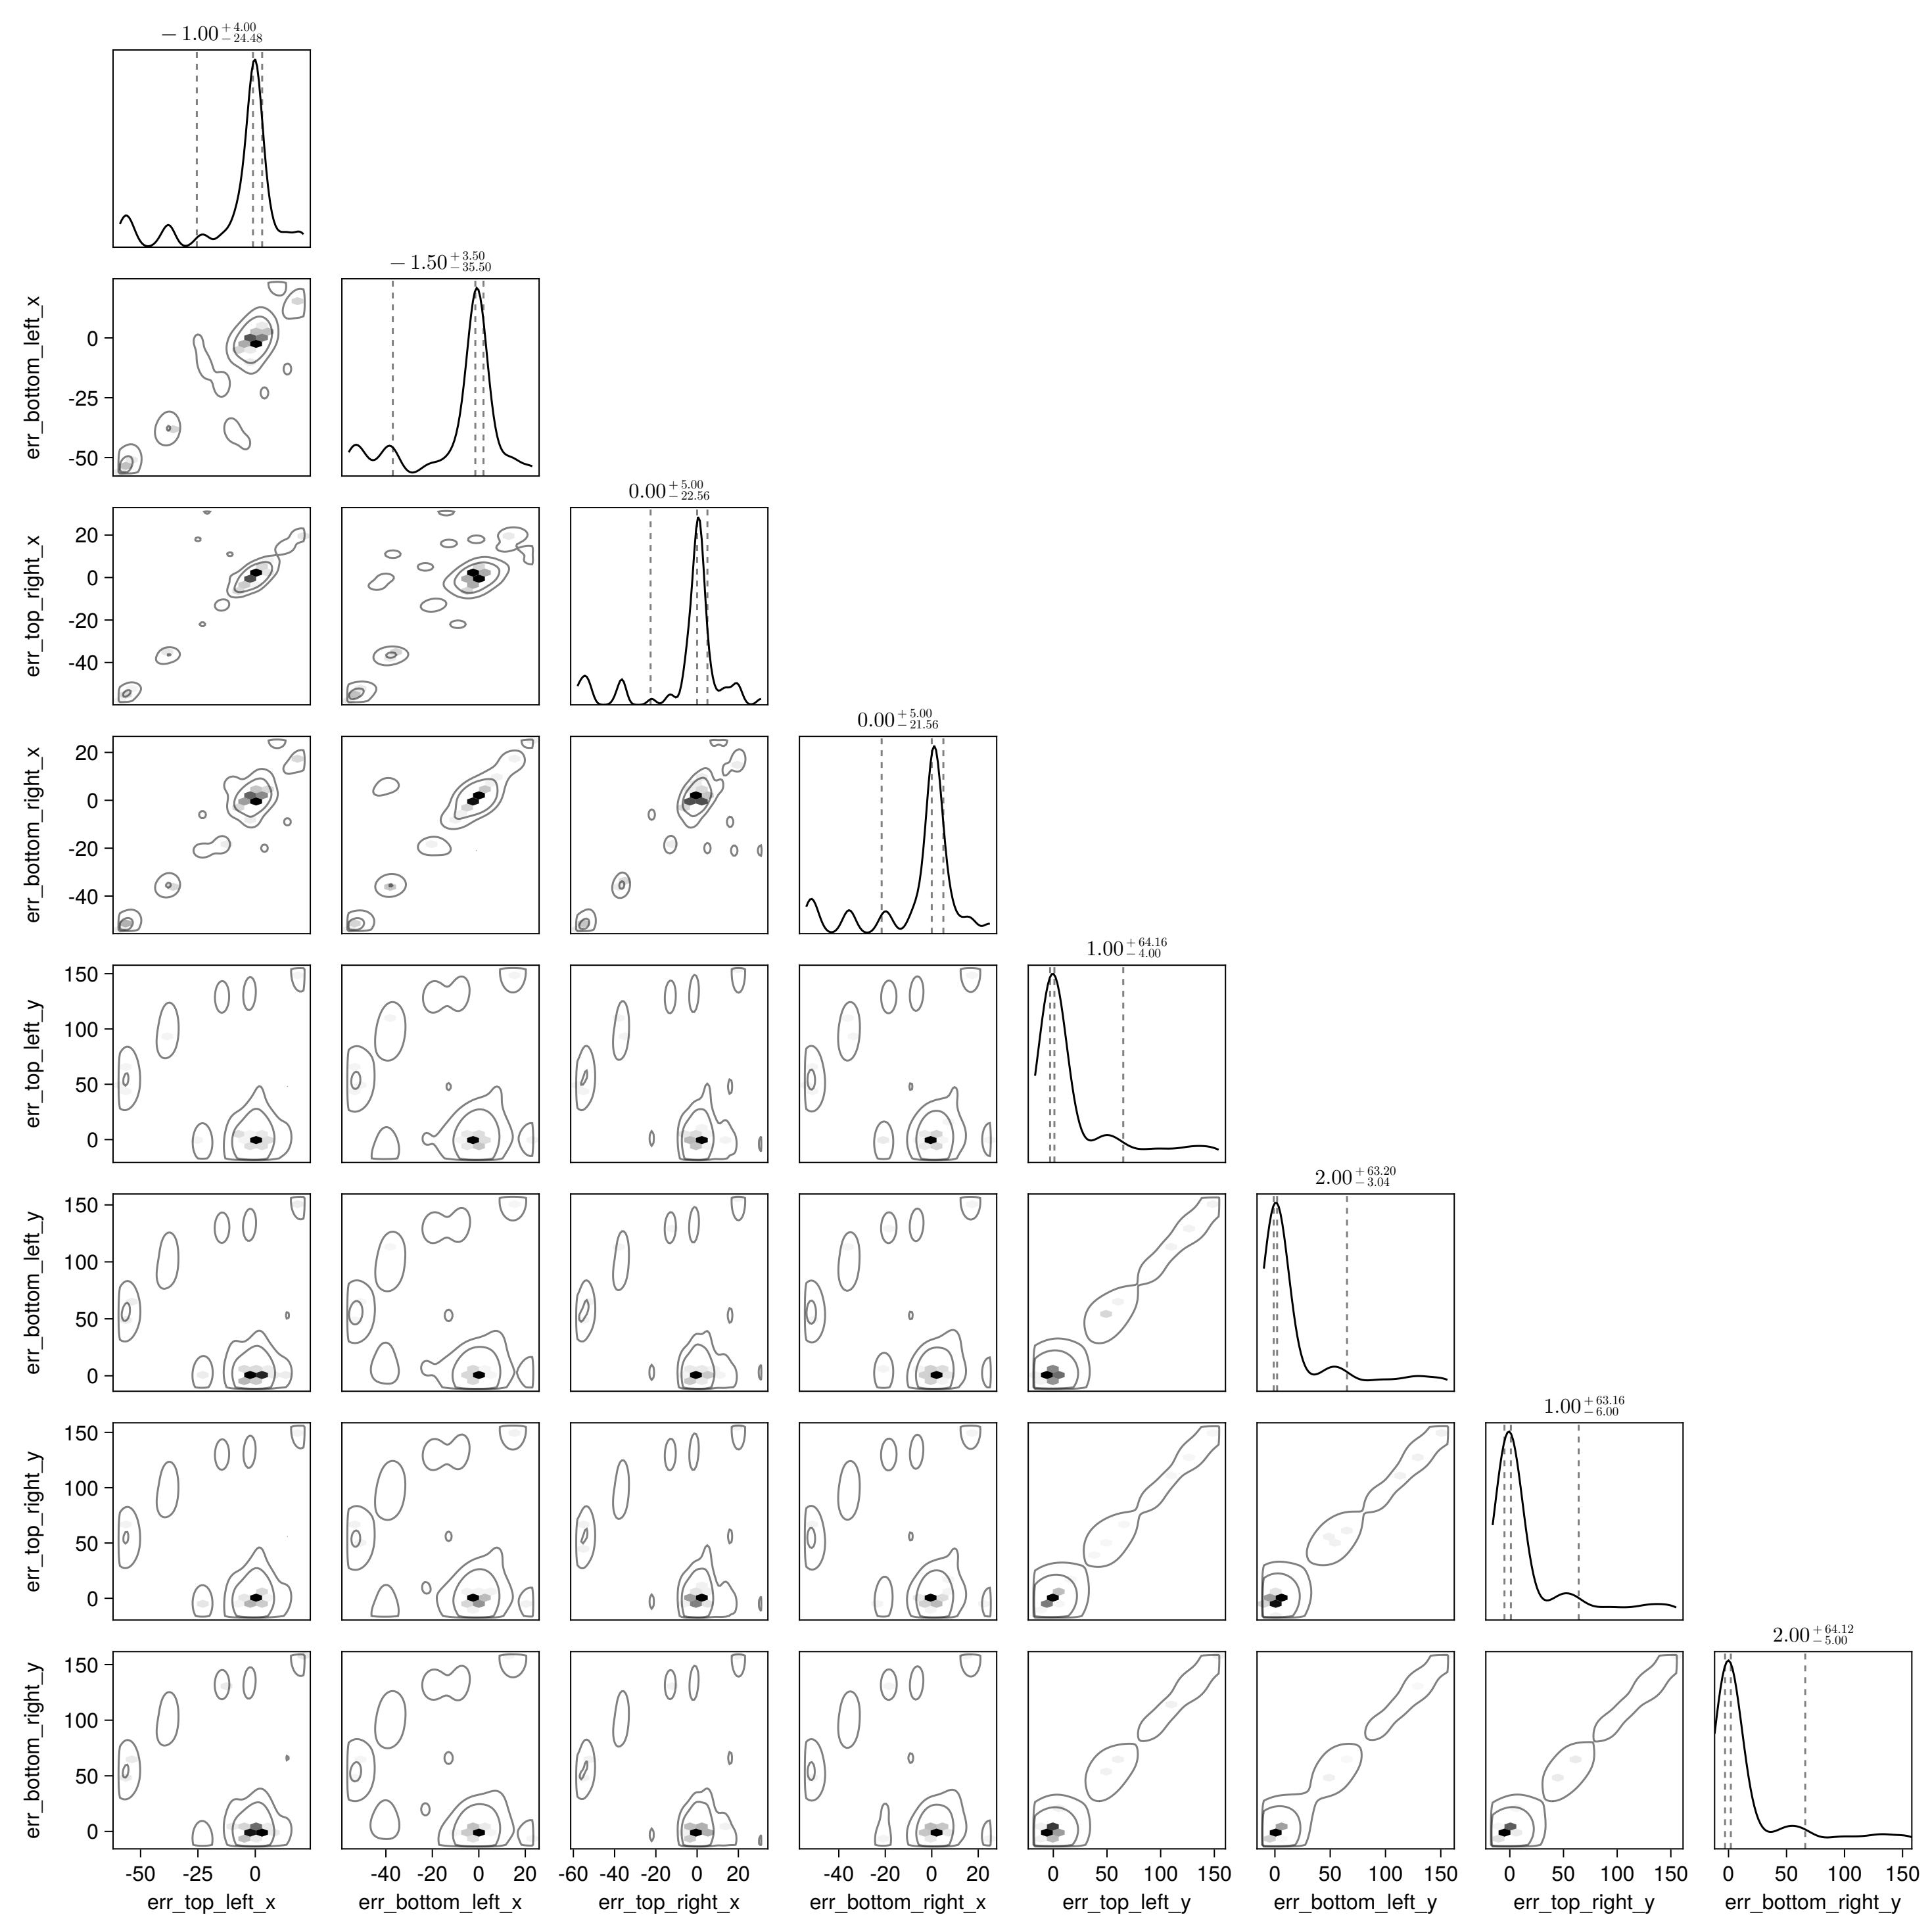 − 1.00 +4.00 −24.48
err_bottom_left_x
0
-25
-50
− 1.50 +3.50 −35.50
err_top_right_x
20
0
-20
-40
0.00 +5.00 −22.56
err_bottom_right_x
20
0
-20
-40
0.00 +5.00 −21.56
err_top_left_y
150
100
50
0
1.00 +64.16 −4.00
err_bottom_left_y
150
100
50
0
2.00 +63.20 −3.04
err_top_right_y
150
100
50
0
1.00 +63.16 −6.00
err_bottom_right_y
150
100
50
0
2.00 +64.12 −5.00
-50 -25 0 -40 -20 0 20 -60 -40 -20 0 20 -40 -20 0 20 0 50 100 150 0 50 100 150 0 50 100 150 0 50 100 150
err_top_left_x err_bottom_left_x err_top_right_x err_bottom_right_x err_top_left_y err_bottom_left_y err_top_right_y err_bottom_right_y